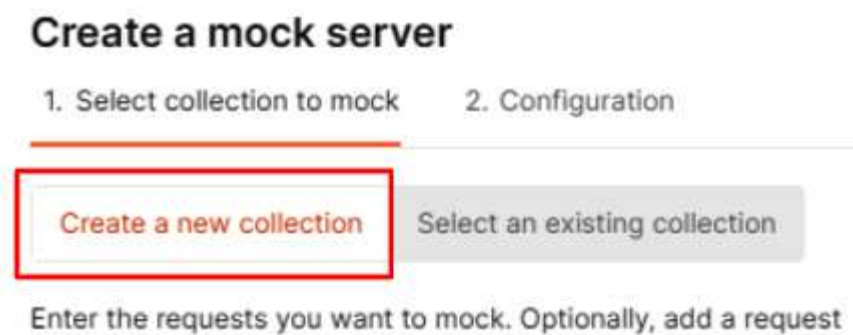 Create a mock server
1. Select collection to mock 2. Configuration
Create a new collection Select an existing collection
Enter the requests you want to mock. Optionally, add a request